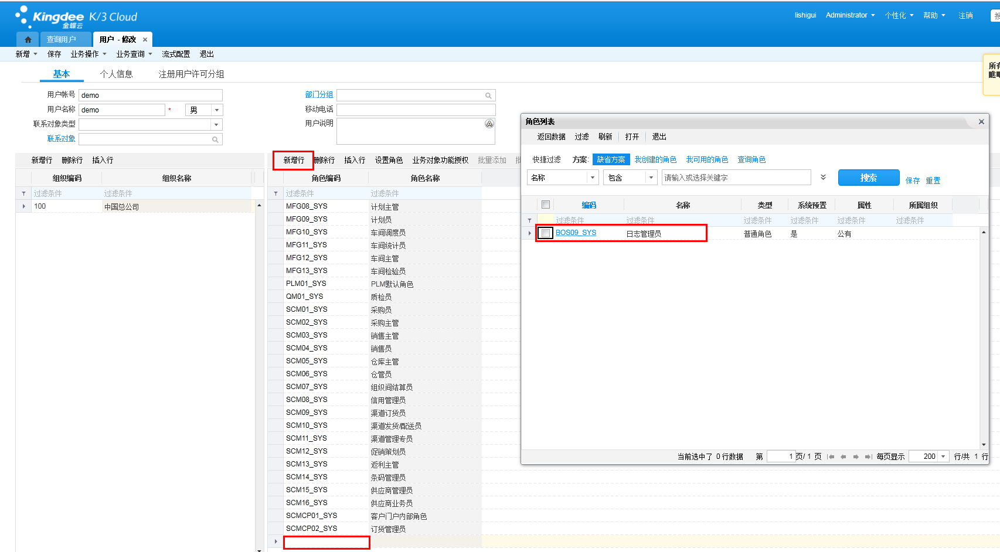 Kingdee K/3 Cloud
金蝶云
lishigui Administrator 个性化 帮助 注销
查询用户 用户 - 修改
新增 保存 业务操作 业务查询 流式配置 退出
基本 个人信息 注册用户许可分组
用户帐号 demo 部门分组
用户名称 demo * 男 移动电话
联系对象类型 用户说明
联系对象
新增行 删除行 插入行
组织编码 组织名称
过滤条件 过滤条件
100 中国总公司
新增行 删除行 插入行 设置角色 业务对象功能授权 批量添加
角色编码 角色名称
过滤条件 过滤条件
MFG08_SYS 计划主管
MFG09_SYS 计划员
MFG10_SYS 车间调度员
MFG11_SYS 车间统计员
MFG12_SYS 车间主管
MFG13_SYS 车间检验员
PLM01_SYS PLM默认角色
QM01_SYS 质检员
SCM01_SYS 采购员
SCM02_SYS 采购主管
SCM03_SYS 销售主管
SCM04_SYS 销售员
SCM05_SYS 仓库主管
SCM06_SYS 仓管员
SCM07_SYS 组织间结算员
SCM08_SYS 信用管理员
SCM09_SYS 渠道订货员
SCM10_SYS 渠道发货/配送员
SCM11_SYS 渠道管理专员
SCM12_SYS 促销策划员
SCM13_SYS 返利主管
SCM14_SYS 条码管理员
SCM15_SYS 供应商管理员
SCM16_SYS 供应商业务员
SCMCP01_SYS 客户门户内部角色
SCMCP02_SYS 订货管理员
角色列表
返回数据 过滤 刷新 打开 退出
快捷过滤 方案: 缺省方案 我创建的角色 我可用的角色 查询角色
名称 包含 请输入或选择关键字 搜索 保存 重置
编码 名称 类型 系统预置 属性 所属组织
过滤条件 过滤条件 过滤条件 过滤条件 过滤条件 过滤条件
BOS09_SYS 日志管理员 普通角色 是 公有
当前选中了 0 行数据 第 1 页/ 1 页 每页显示 200 行/共 1 行